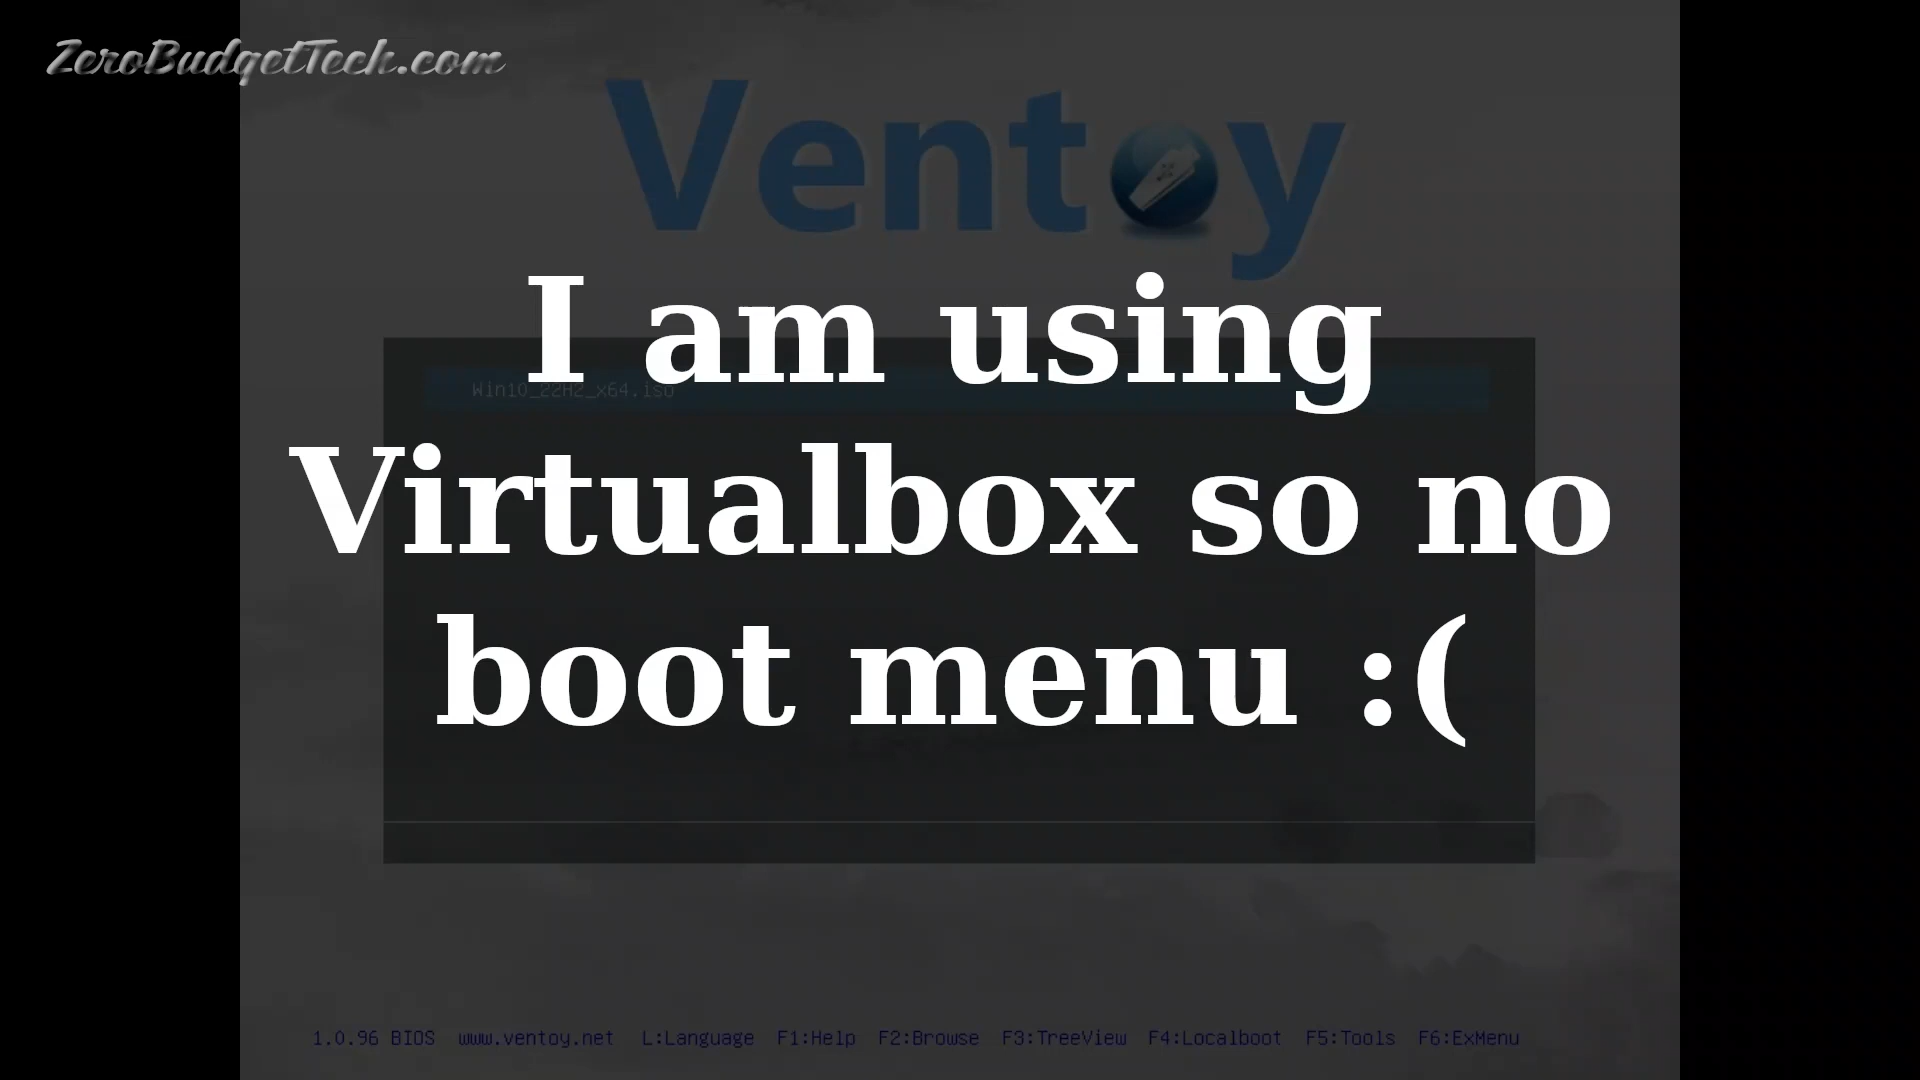 ZeroBudgetTech.com
Ventoy
I am using
Win10_22H2_x64.iso
Virtualbox so no
boot menu :(
1.0.96 BIOS www.ventoy.net L:Language F1:Help F2:Browse F3:TreeView F4:Localboot F5:Tools F6:ExMenu